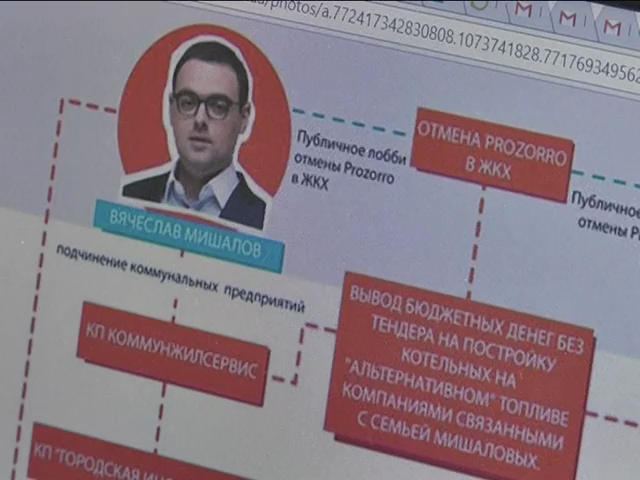 /photos/a.772417342830808.1073741828.771769349562
Публичное лобби
отмены Prozorro
в ЖКХ
ОТМЕНА PROZORRO
В ЖКХ
Публичное
отмены P
ВЯЧЕСЛАВ МИШАЛОВ
подчинение коммунальных предприятий
КП КОММУНЖИЛСЕРВИС
ВЫВОД БЮДЖЕТНЫХ ДЕНЕГ БЕЗ
ТЕНДЕРА НА ПОСТРОЙКУ
КОТЕЛЬНЫХ НА
"АЛЬТЕРНАТИВНОМ" ТОПЛИВЕ
КОМПАНИЯМИ СВЯЗАННЫМИ
С СЕМЬЕЙ МИШАЛОВЫХ.
КП "ГОРОДСКАЯ